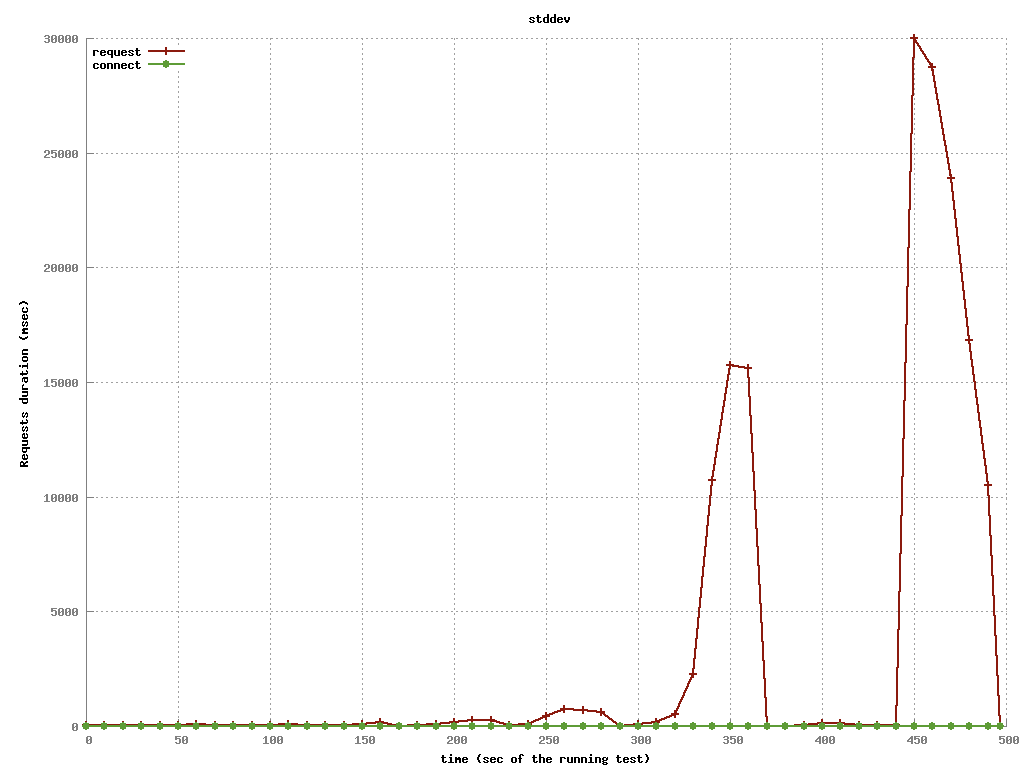 stddev
30000
request
connect
25000
20000
Requests duration (msec)
15000
10000
5000
0
0 50 100 150 200 250 300 350 400 450 500
time (sec of the running test)